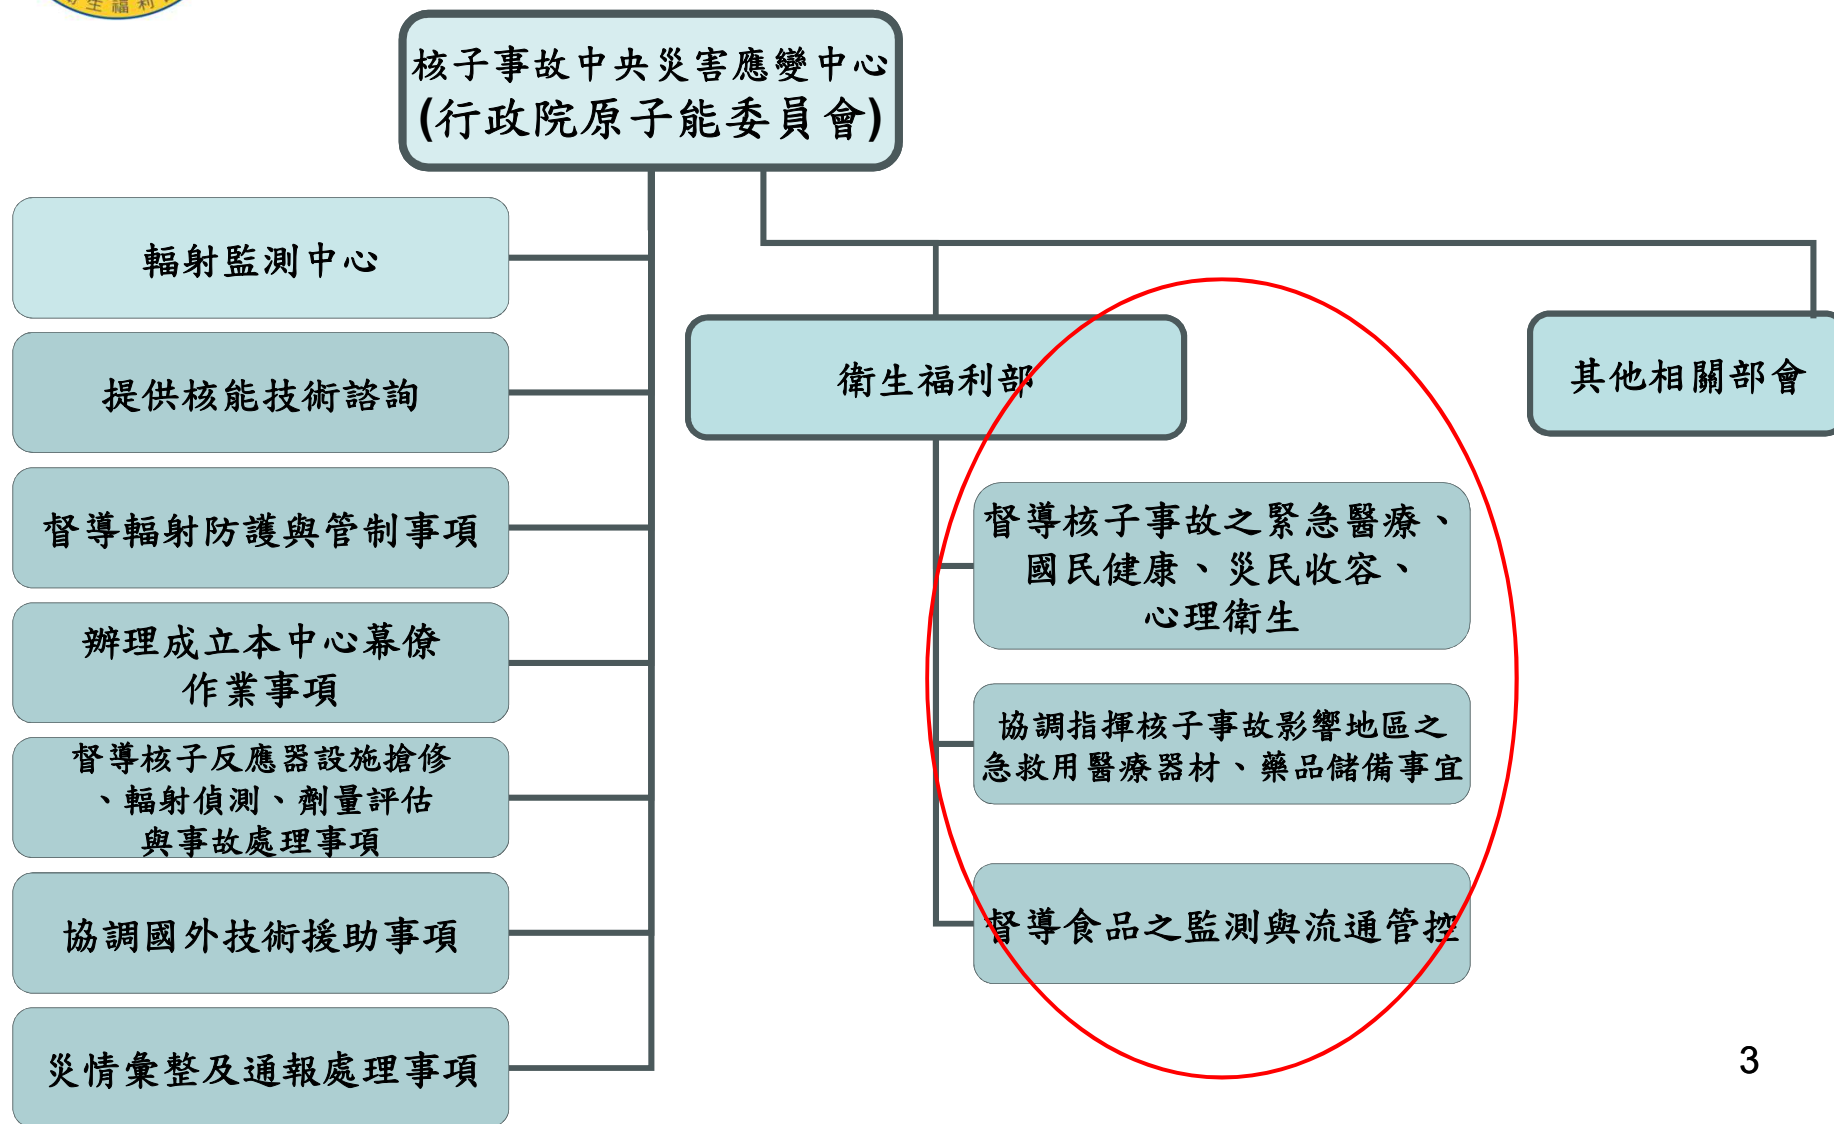 生福利
核子事故中央災害應變中心
(行政院原子能委員會)
輻射監測中心
提供核能技術諮詢
督導輻射防護與管制事項
辦理成立本中心幕僚
作業事項
督導核子反應器設施搶修
、輻射偵測、劑量評估
與事故處理事項
協調國外技術援助事項
災情彙整及通報處理事項
衛生福利部
督導核子事故之緊急醫療、
國民健康、災民收容、
心理衛生
協調指揮核子事故影響地區之
急救用醫療器材、藥品儲備事宜
督導食品之監測與流通管控
其他相關部會
3